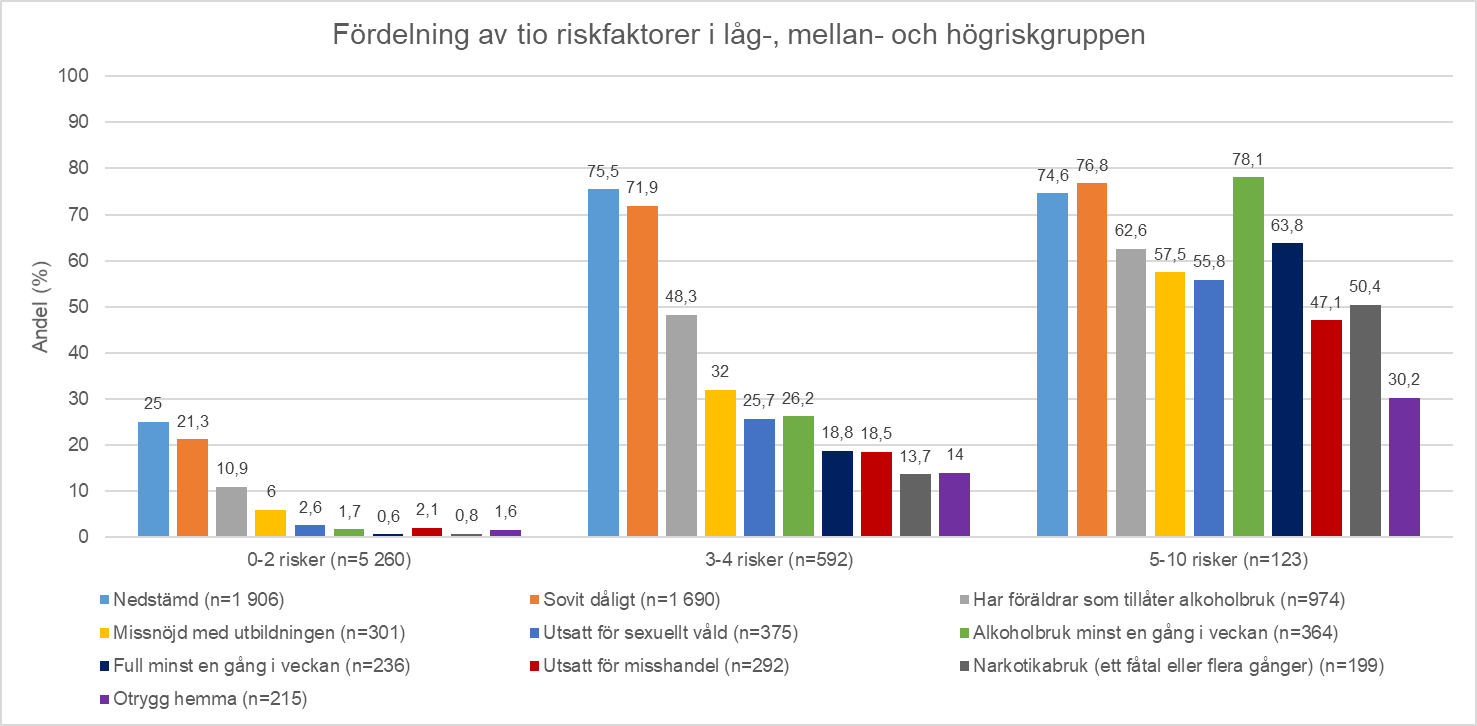 Fördelning av tio riskfaktorer i låg-, mellan- och högriskgruppen
Andel (%)
100
90
80
70
60
50
40
30
20
10
0
25
21,3
10,9
6
2,6
1,7
0,6
2,1
0,8
1,6
75,5
71,9
48,3
32
25,7
26,2
18,8
18,5
13,7
14
74,6
76,8
62,6
57,5
55,8
78,1
63,8
47,1
50,4
30,2
0-2 risker (n=5 260)
3-4 risker (n=592)
5-10 risker (n=123)
Nedstämd (n=1 906)
Sovit dåligt (n=1 690)
Har föräldrar som tillåter alkoholbruk (n=974)
Missnöjd med utbildningen (n=301)
Utsatt för sexuellt våld (n=375)
Alkoholbruk minst en gång i veckan (n=364)
Full minst en gång i veckan (n=236)
Utsatt för misshandel (n=292)
Narkotikabruk (ett fåtal eller flera gånger) (n=199)
Otrygg hemma (n=215)